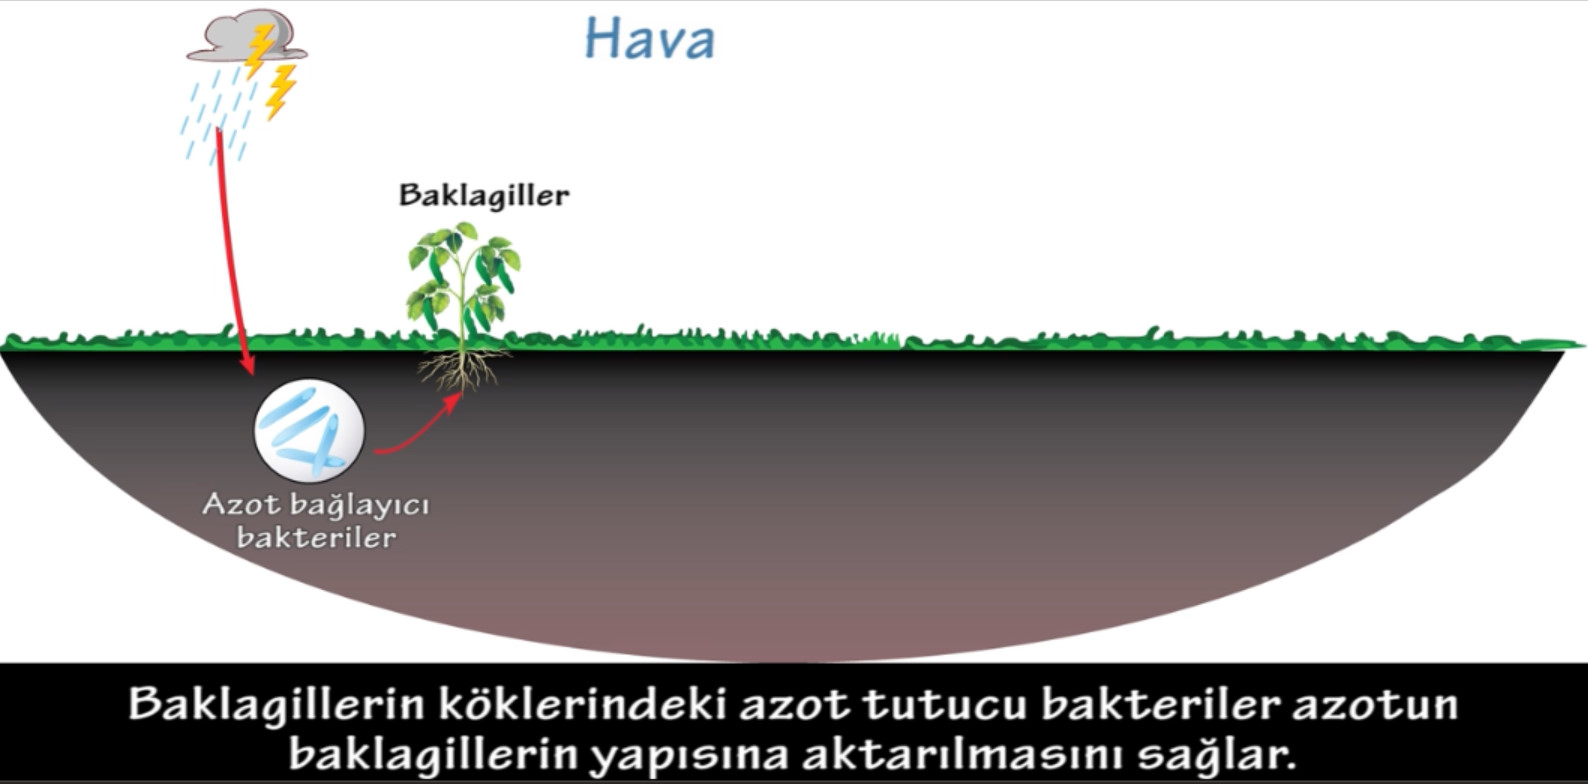 Hava
Baklagiller
Azot bağlayıcı
bakteriler
Baklagillerin köklerindeki azot tutucu bakteriler azotun
baklagillerin yapısına aktarılmasını sağlar.